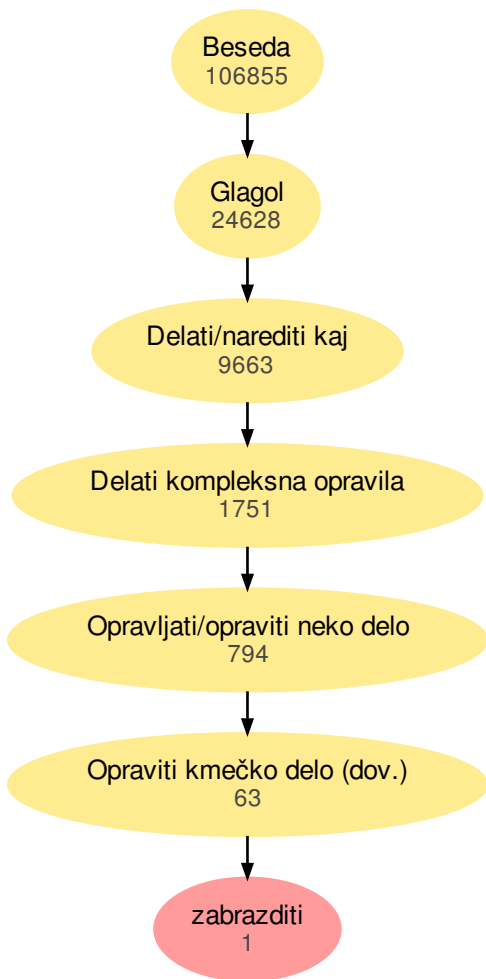 Beseda
106855
Glagol
24628
Delati/narediti kaj
9663
Delati kompleksna opravila
1751
Opravljati/opraviti neko delo
794
Opraviti kmečko delo (dov.)
63
zabrazditi
1